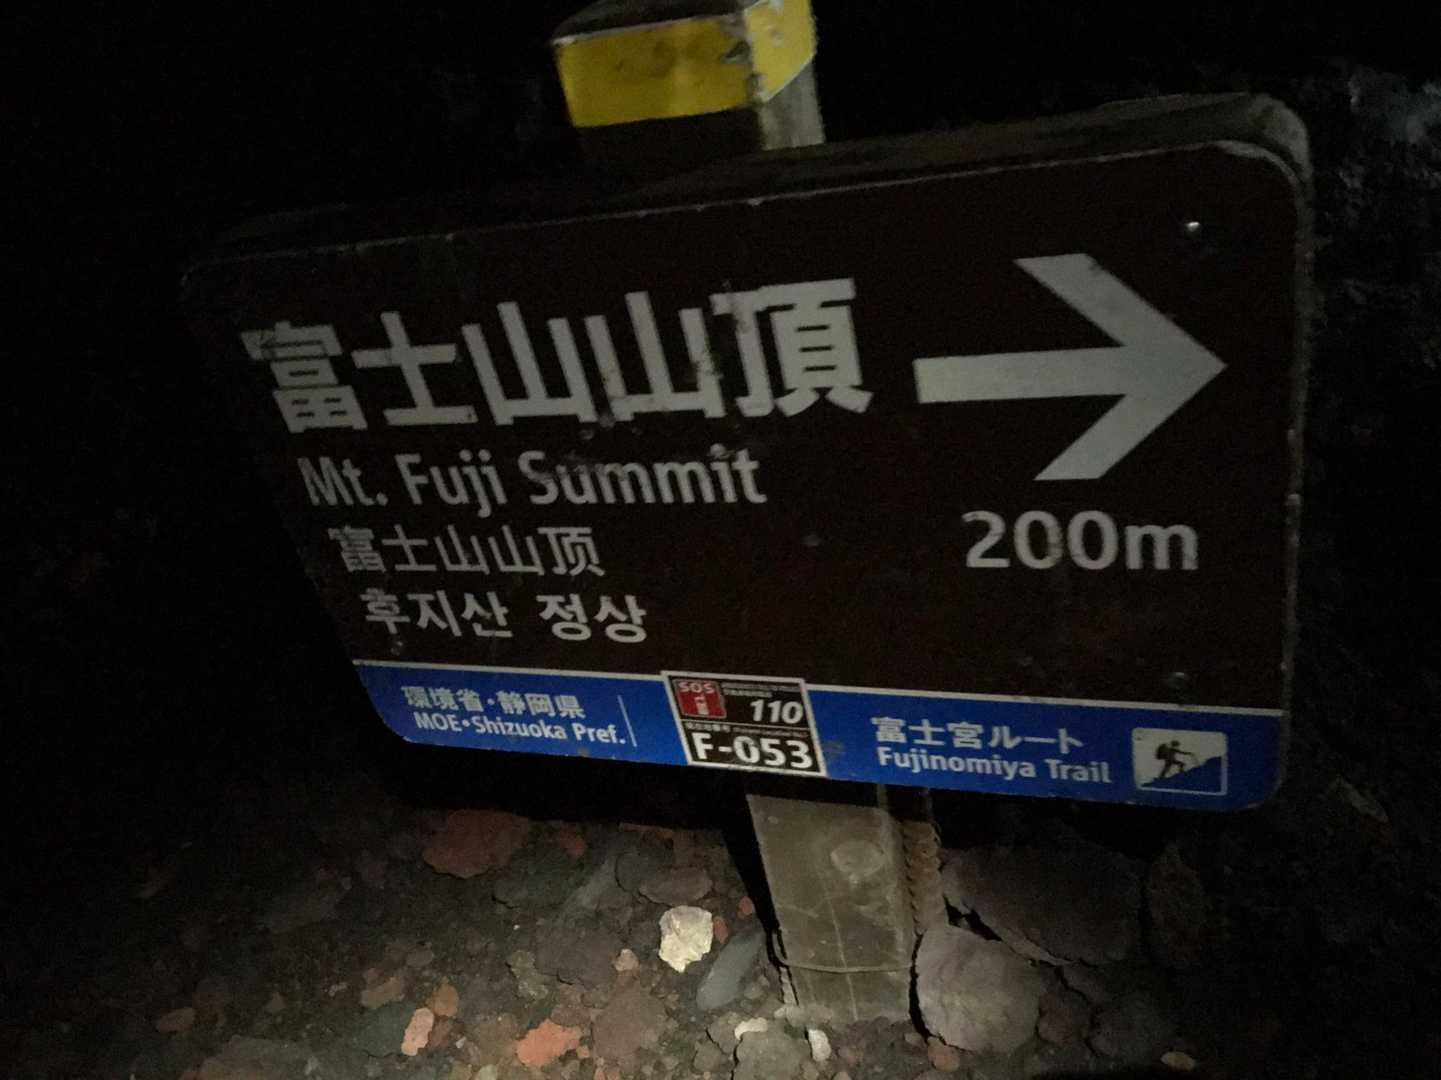 富士山山頂
Mt. Fuji Summit
200m
富士山山顶
후지산 정상
環境省・静岡県
MOE•Shizuoka Pref.
SOS
110
F-053
富士宮ルート
Fujinomiya Trail